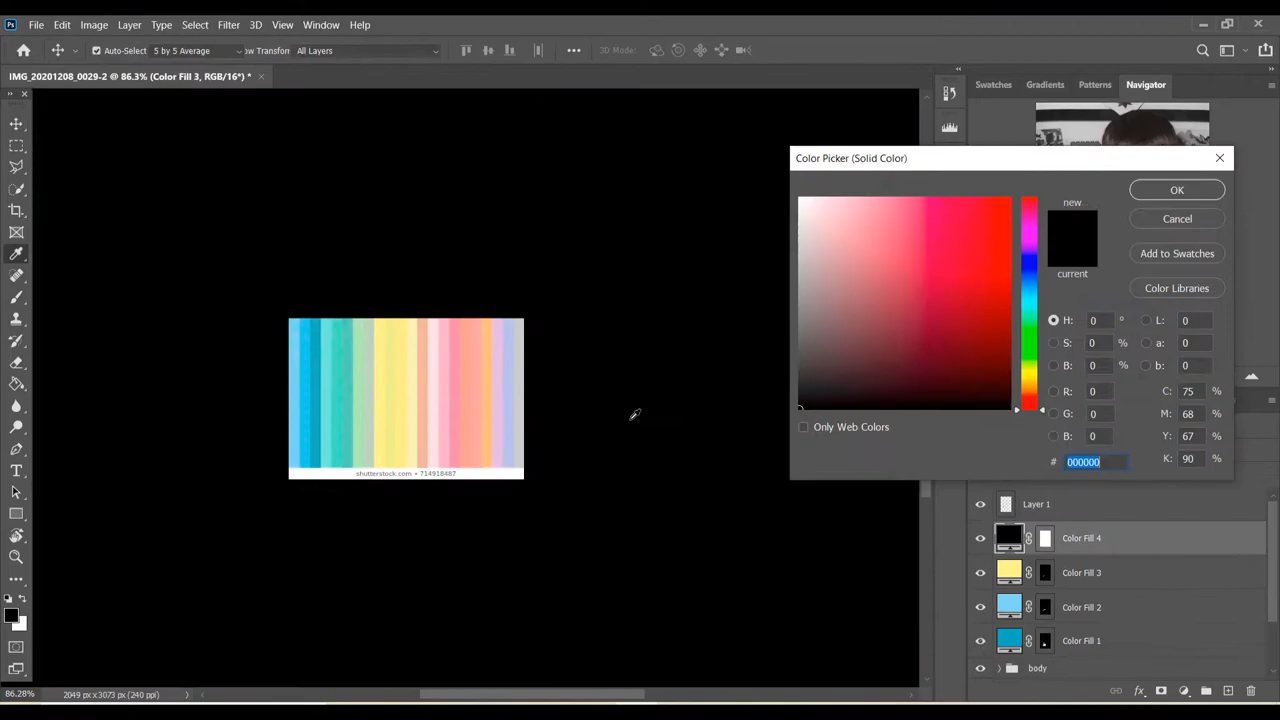 Ps File Edit Image Layer Type Select Filter 3D View Window Help
Auto-Select 5 by 5 Average ow Transform All Layers 3D Mode:
IMG_20201208_0029-2 @ 86.3% (Color Fill 3, RGB/16*) *
Swatches Gradients Patterns Navigator
Color Picker (Solid Color)
OK
new
Cancel
Add to Swatches
current
Color Libraries
H: 0 ° L: 0
S: 0 % a: 0
B: 0 % b: 0
R: 0 C: 75 %
G: 0 M: 68 %
Only Web Colors
B: 0 Y: 67 %
# 000000 K: 90 %
shutterstock.com • 714918487
Layer 1
Color Fill 4
Color Fill 3
Color Fill 2
Color Fill 1
body
86.28% 2049 px x 3073 px (240 ppi)